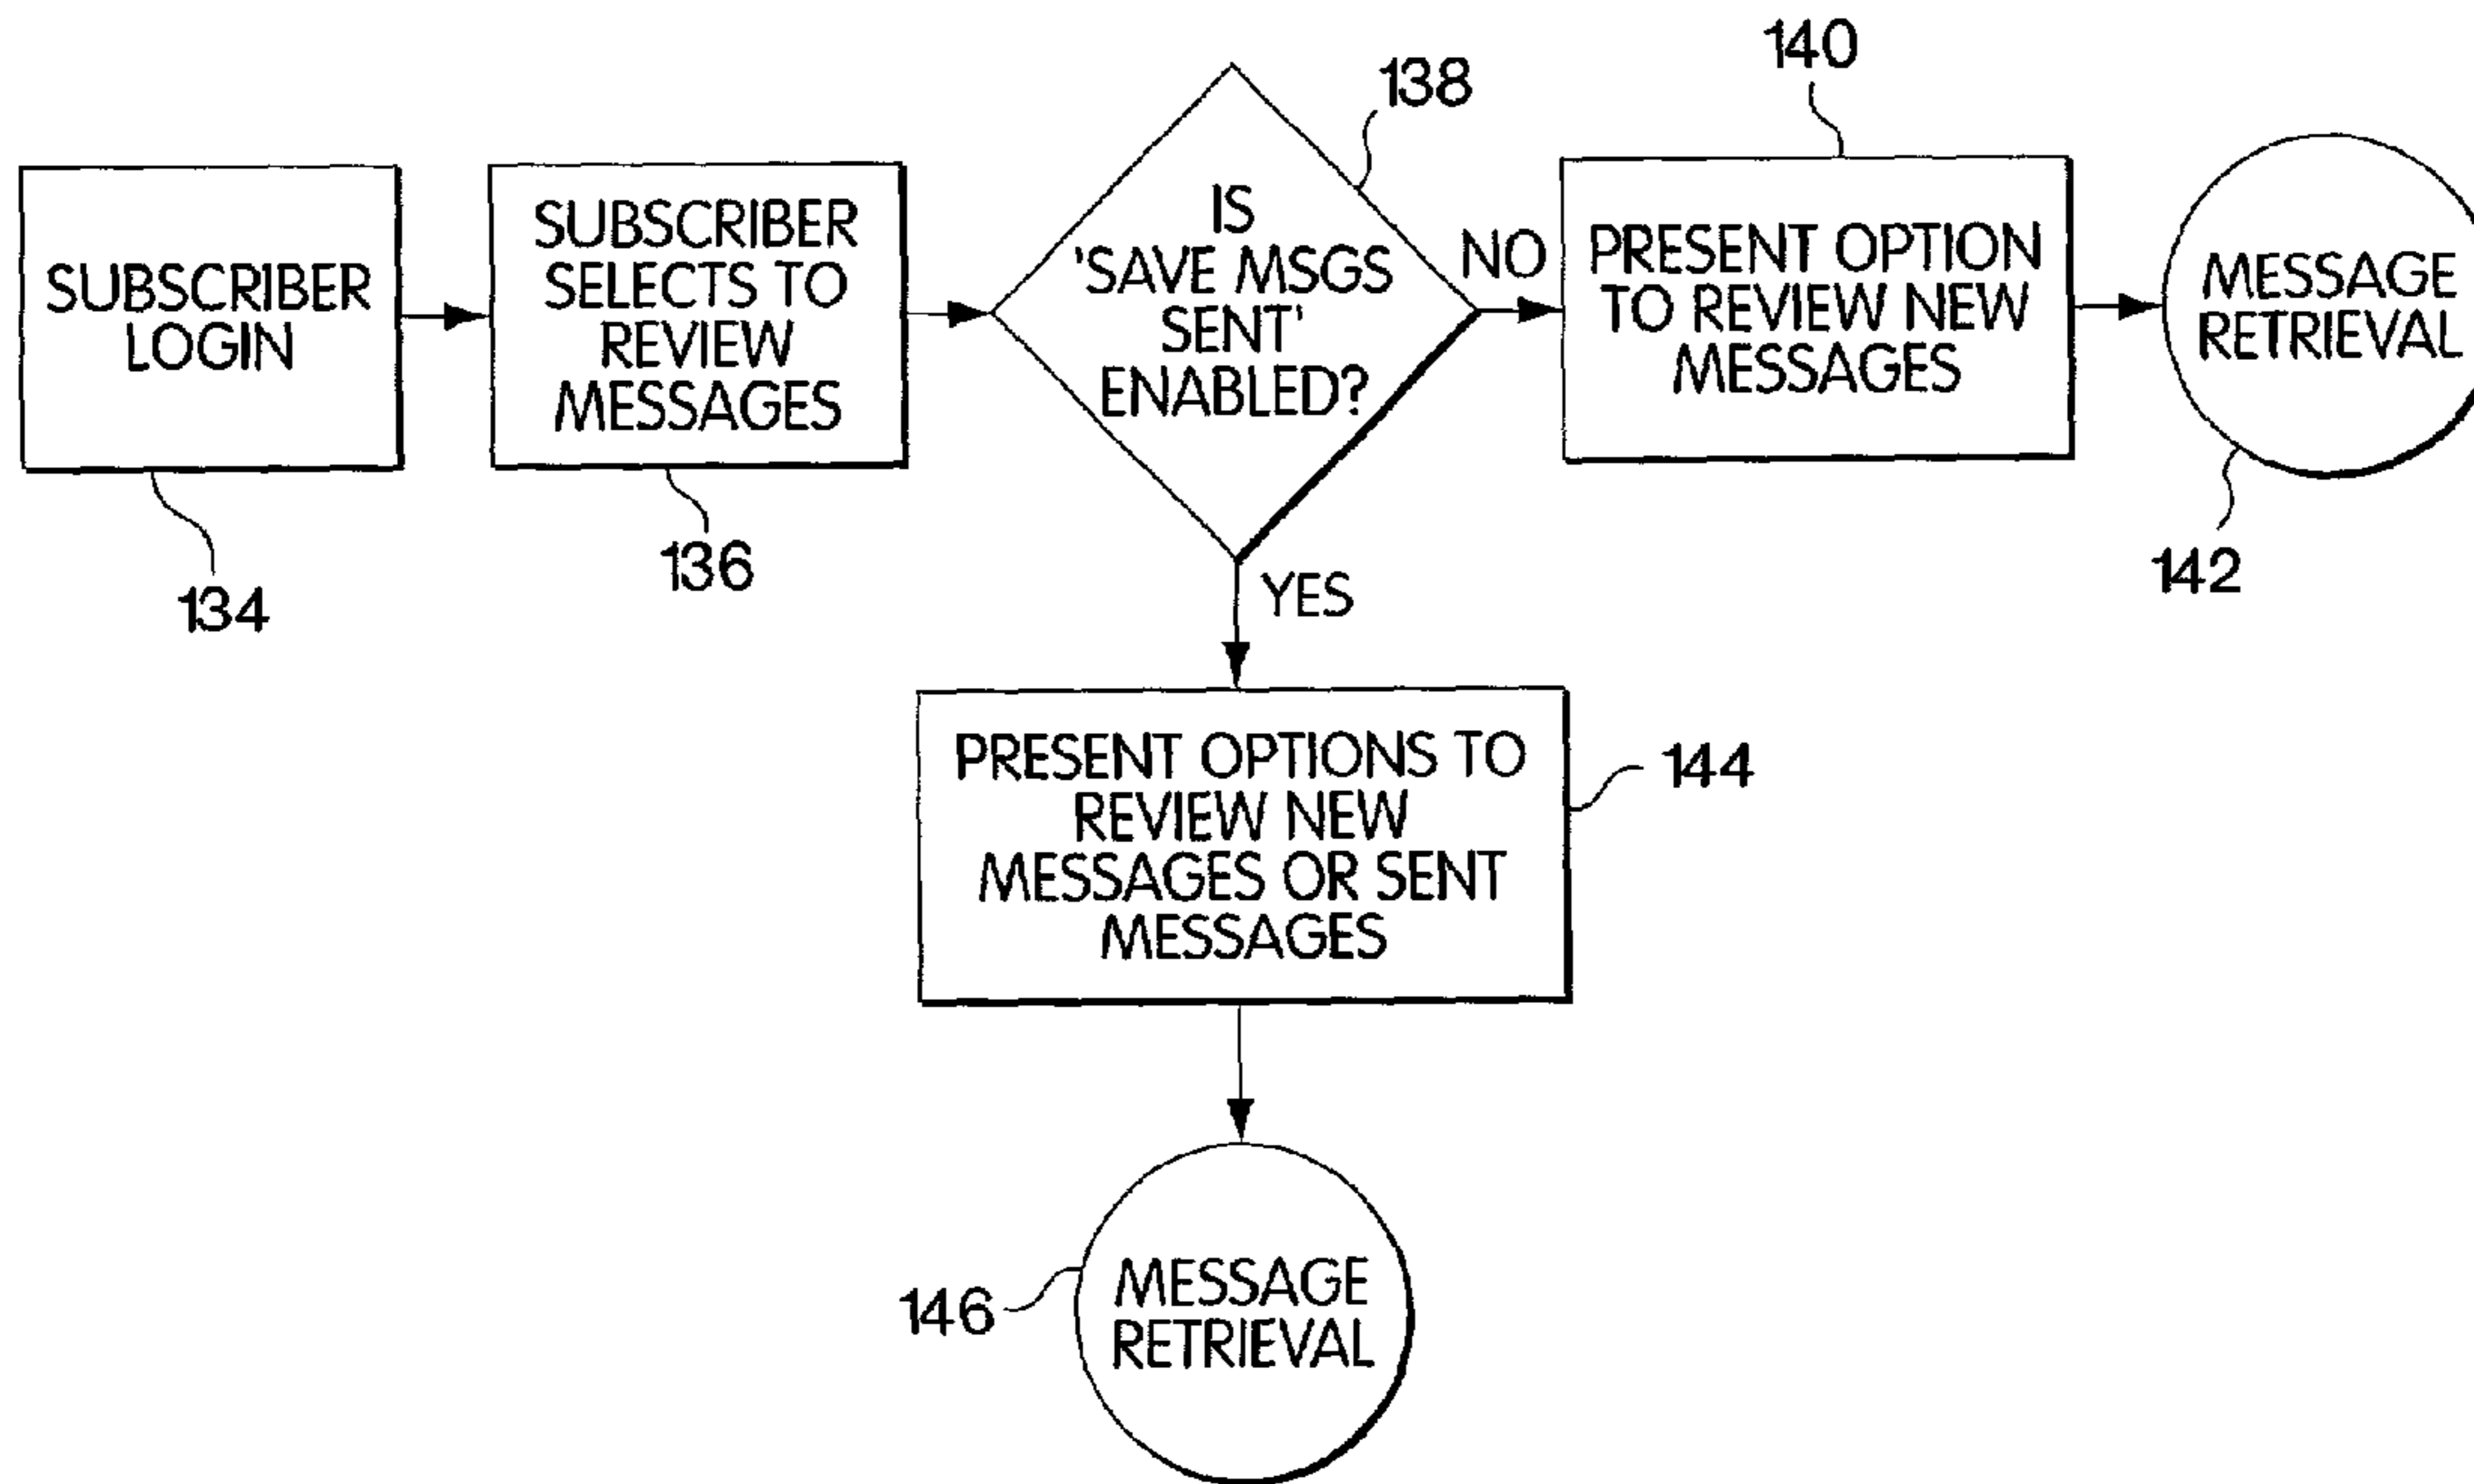 140
138
SUBSCRIBER
LOGIN
SUBSCRIBER
SELECTS TO
REVIEW
MESSAGES
IS
'SAVE MSGS
SENT'
ENABLED?
NO
PRESENT OPTION
TO REVIEW NEW
MESSAGES
MESSAGE
RETRIEVAL
134
136
YES
142
PRESENT OPTIONS TO
REVIEW NEW
MESSAGES OR SENT
MESSAGES
144
146
MESSAGE
RETRIEVAL